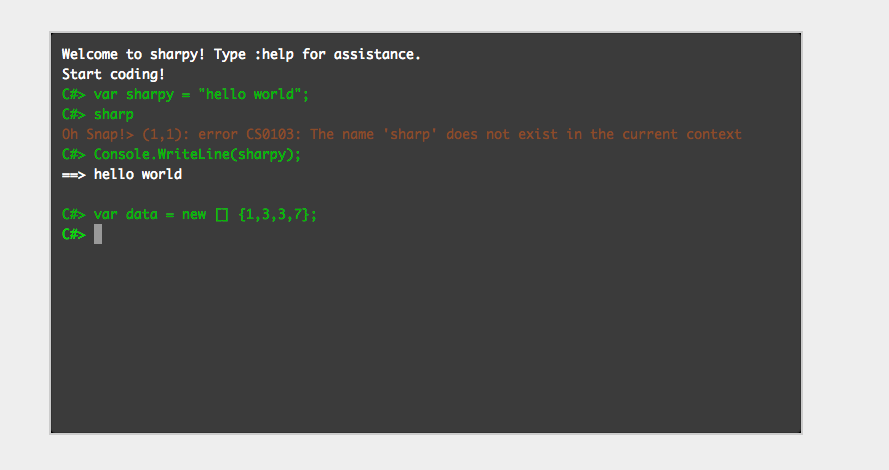 Welcome to sharpy! Type :help for assistance.
Start coding!
C#> var sharpy = "hello world";
C#> sharp
Oh Snap!> (1,1): error CS0103: The name 'sharp' does not exist in the current context
C#> Console.WriteLine(sharpy);
==> hello world
C#> var data = new [] {1,3,3,7};
C#>